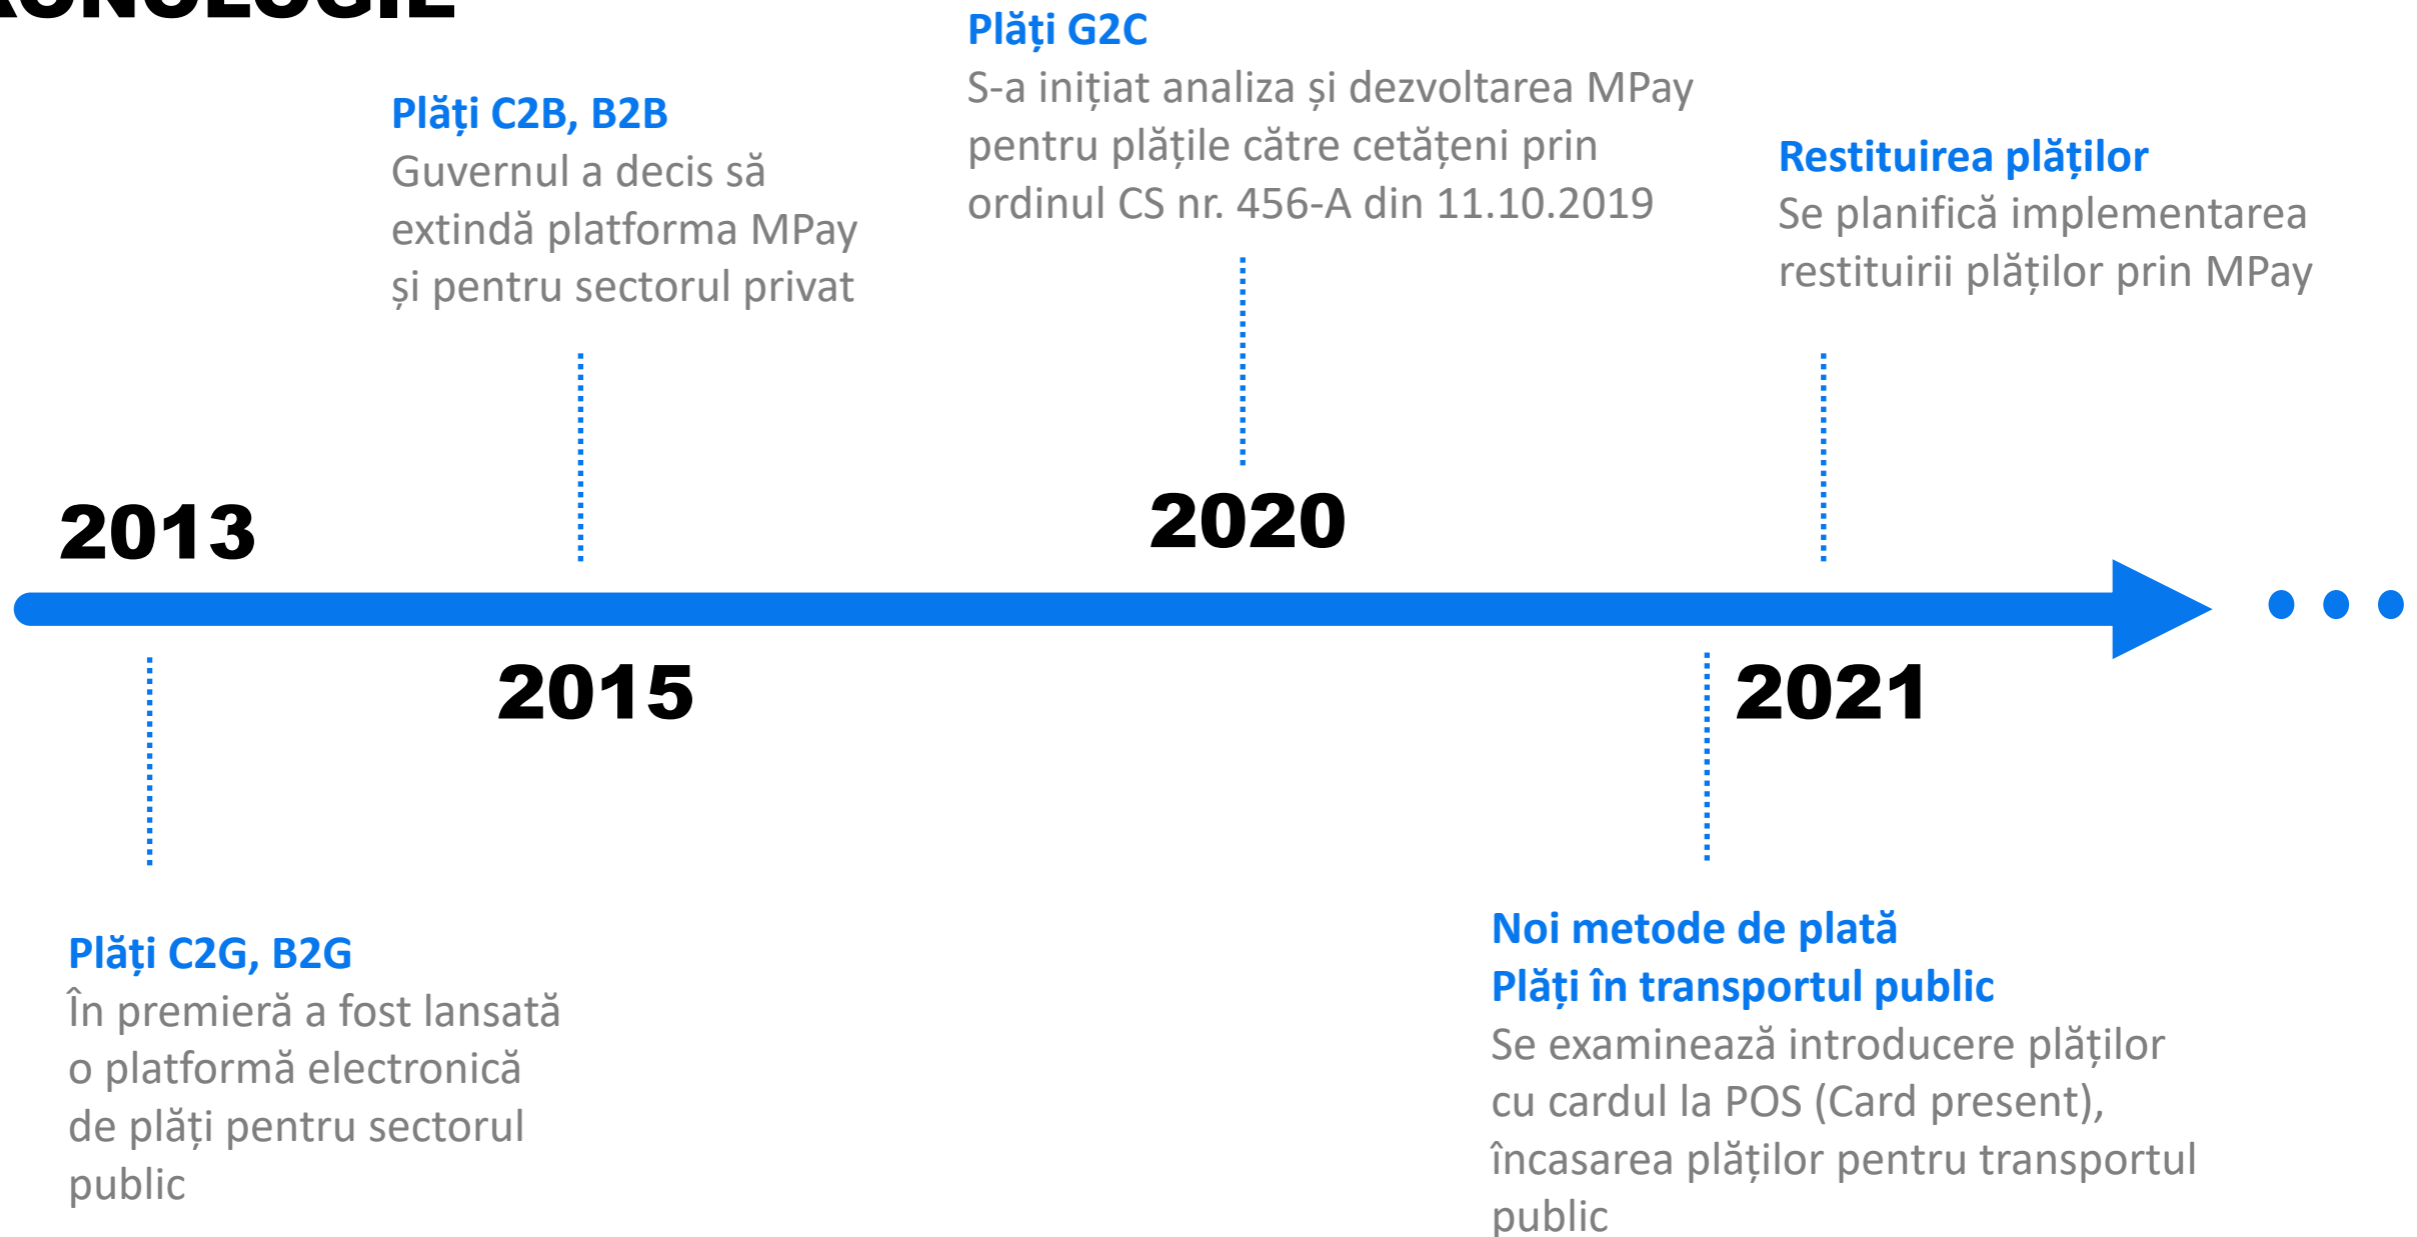 RONOLOGIE
Plăți G2C
S-a inițiat analiza și dezvoltarea MPay
pentru plățile către cetățeni prin
ordinul CS nr. 456-A din 11.10.2019
Plăți C2B, B2B
Guvernul a decis să
extindă platforma MPay
și pentru sectorul privat
Restituirea plăților
Se planifică implementarea
restituirii plăților prin MPay
2013
2020
2015
2021
Plăți C2G, B2G
În premieră a fost lansată
o platformă electronică
de plăți pentru sectorul
public
Noi metode de plată
Plăți în transportul public
Se examinează introducere plăților
cu cardul la POS (Card present),
încasarea plăților pentru transportul
public